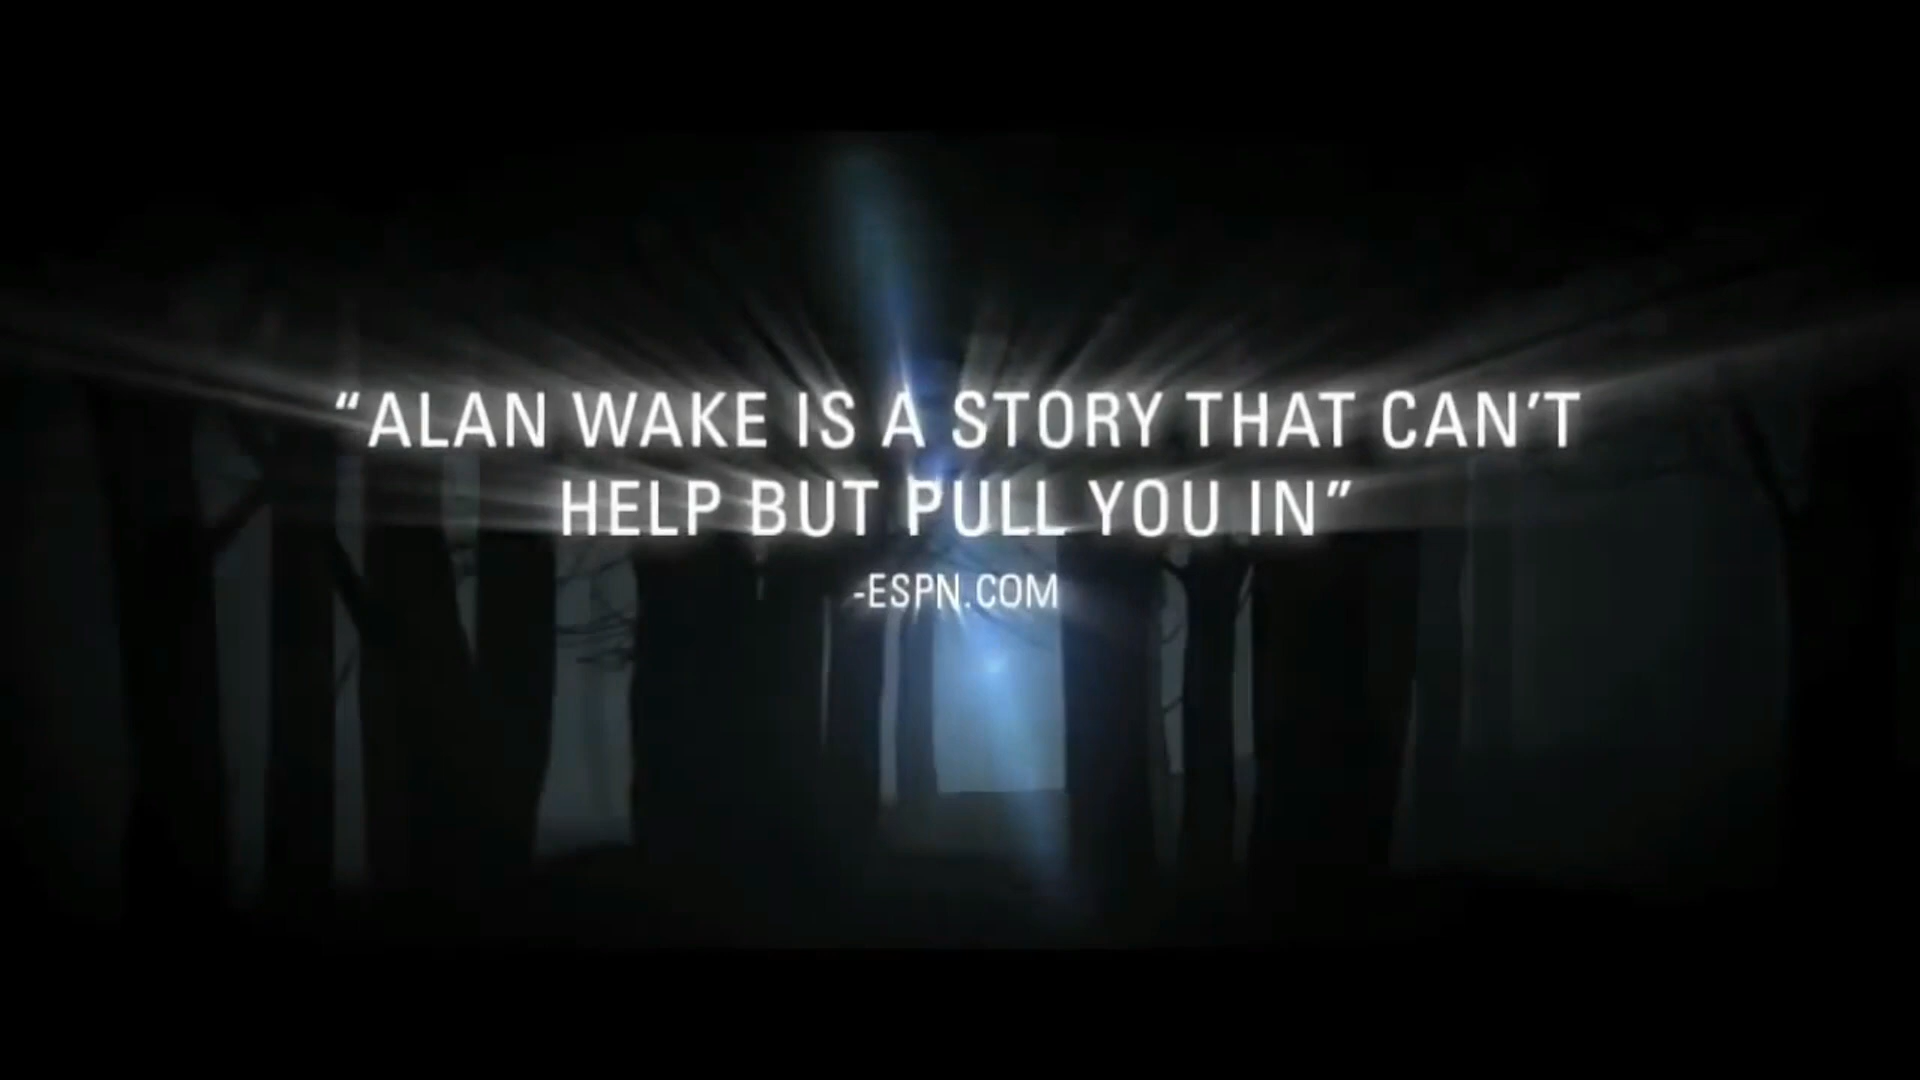 “ALAN WAKE IS A STORY THAT CAN’T
HELP BUT PULL YOU IN”
-ESPN.COM